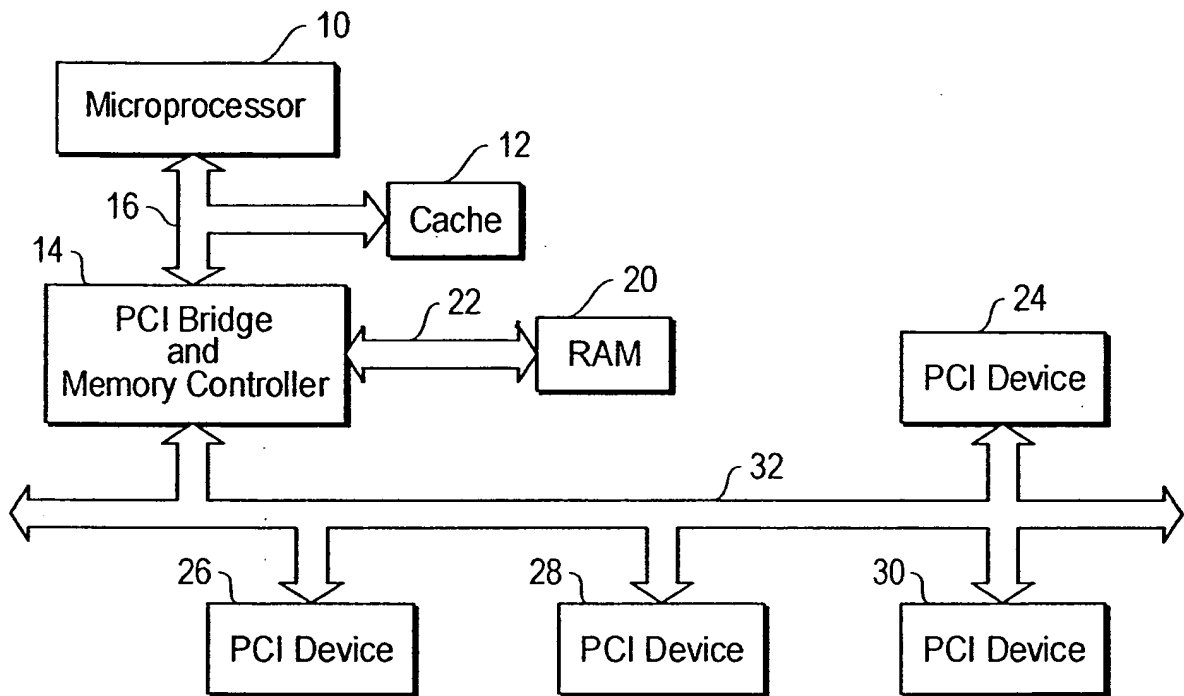 10
Microprocessor
12
16
Cache
14
PCI Bridge
and
Memory Controller
22
20
RAM
24
PCI Device
32
26
PCI Device
28
PCI Device
30
PCI Device